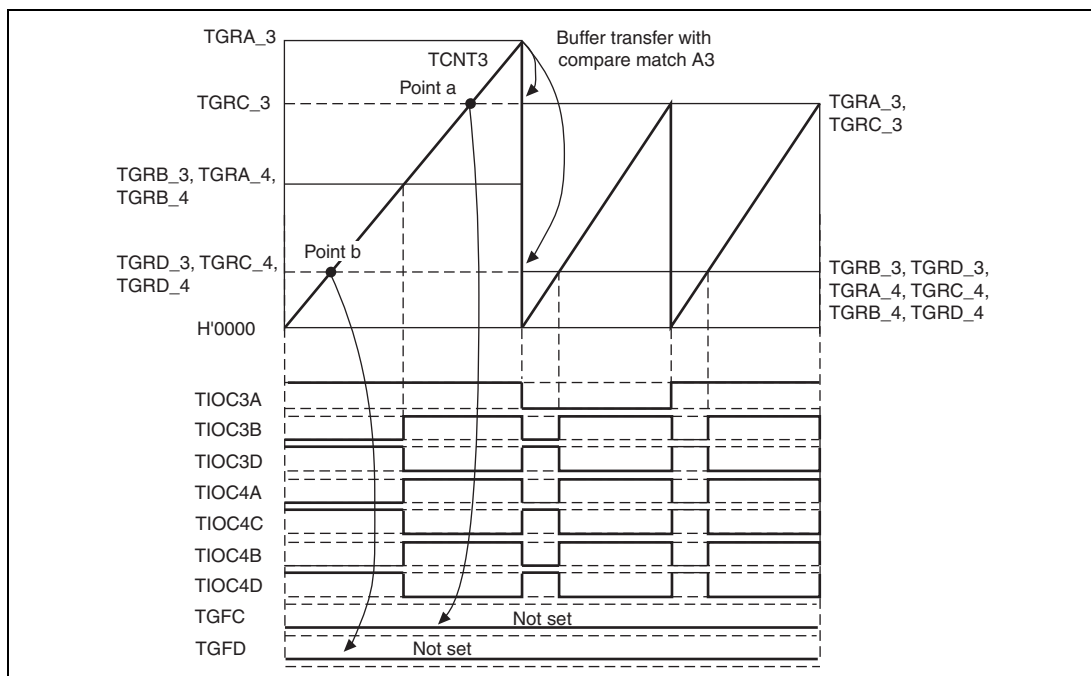 TGRA_3
TCNT3
Buffer transfer with
compare match A3
Point a
TGRC_3
TGRA_3,
TGRC_3
TGRB_3, TGRA_4,
TGRB_4
Point b
TGRD_3, TGRC_4,
TGRD_4
TGRB_3, TGRD_3,
TGRA_4, TGRC_4,
TGRB_4, TGRD_4
H'0000
TIOC3A
TIOC3B
TIOC3D
TIOC4A
TIOC4C
TIOC4B
TIOC4D
TGFC
Not set
TGFD
Not set